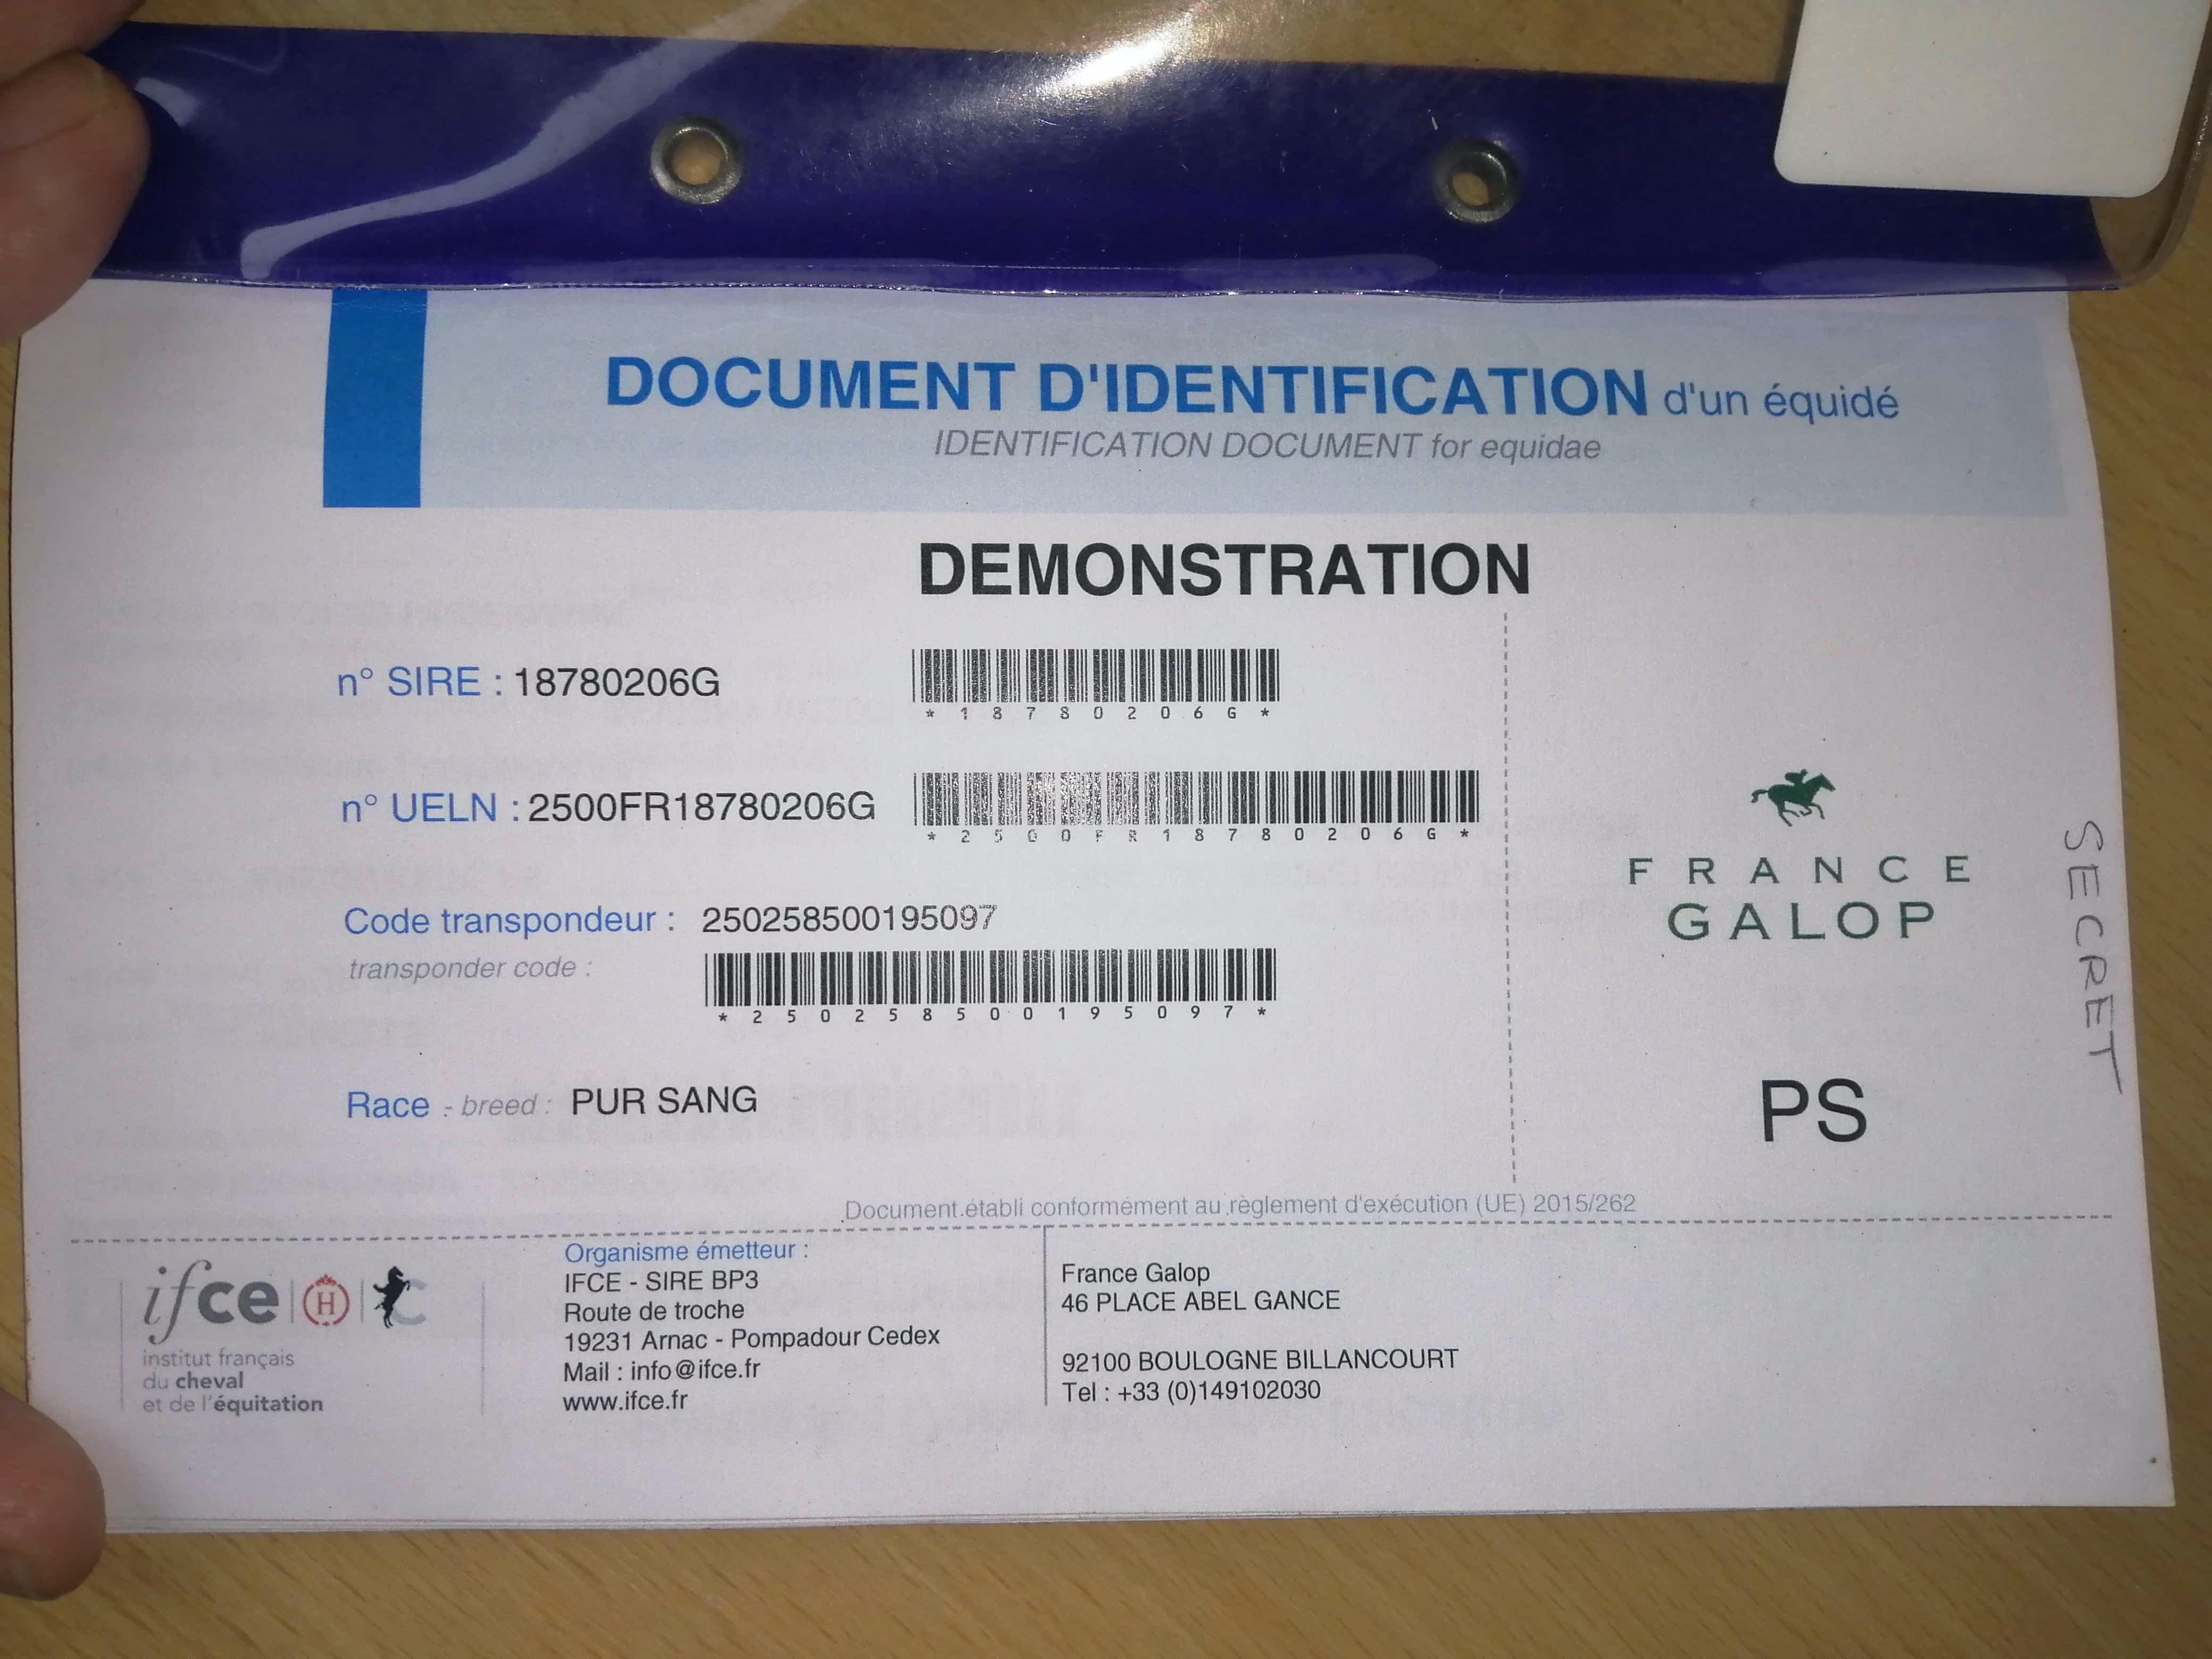 DOCUMENT D'IDENTIFICATION d'un équidé
IDENTIFICATION DOCUMENT for equidae
DEMONSTRATION
n° SIRE : 18780206G
*18780206G*
n° UELN : 2500FR18780206G
*2500FR18780206G*
Code transpondeur : 250258500195097
transponder code :
*250258500195097*
Race - breed : PUR SANG
FRANCE
GALOP
PS
SECRET
Document établi conformément au règlement d'exécution (UE) 2015/262
ifce H
institut français
du cheval
et de l'équitation
Organisme émetteur :
IFCE - SIRE BP3
Route de troche
19231 Arnac - Pompadour Cedex
Mail : info@ifce.fr
www.ifce.fr
France Galop
46 PLACE ABEL GANCE
92100 BOULOGNE BILLANCOURT
Tel : +33 (0)149102030